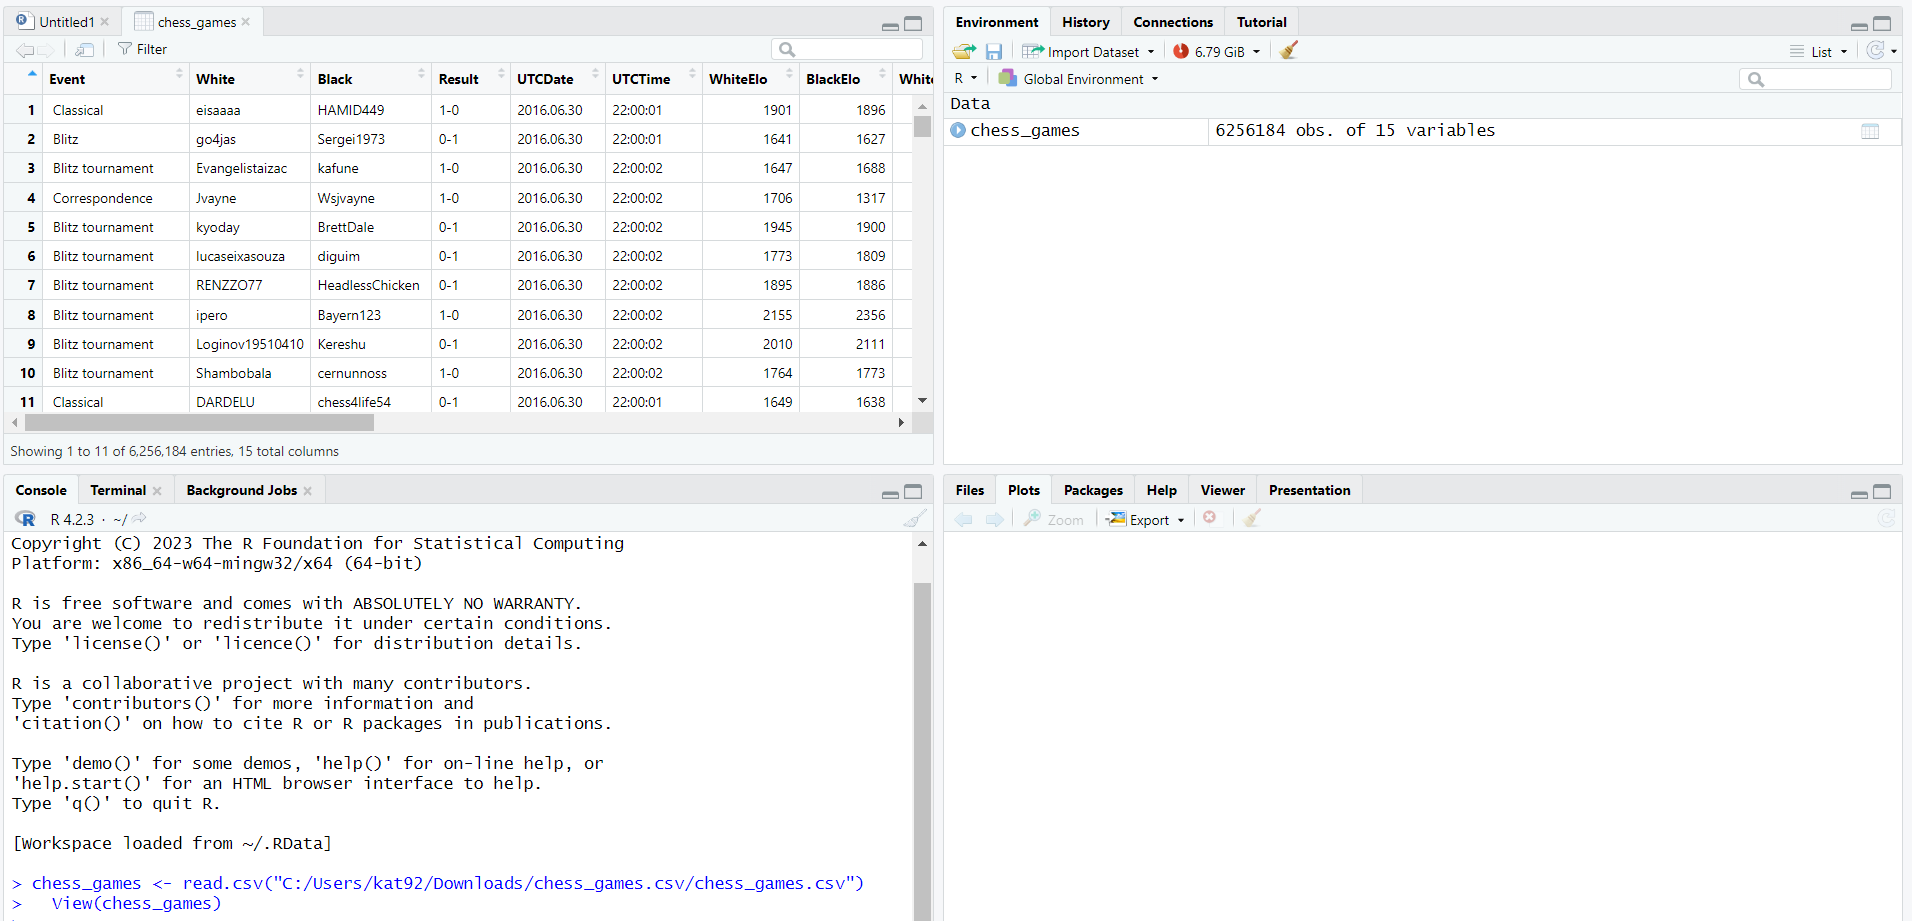 Untitled1
chess_games
Filter
Event White Black Result UTCDate UTCTime WhiteElo BlackElo White
1 Classical eisaaaa HAMID449 1-0 2016.06.30 22:00:01 1901 1896
2 Blitz go4jas Sergei1973 0-1 2016.06.30 22:00:01 1641 1627
3 Blitz tournament Evangelistaizac kafune 1-0 2016.06.30 22:00:02 1647 1688
4 Correspondence Jvayne Wsjvayne 1-0 2016.06.30 22:00:02 1706 1317
5 Blitz tournament kyoday BrettDale 0-1 2016.06.30 22:00:02 1945 1900
6 Blitz tournament lucaseixasouza diguim 0-1 2016.06.30 22:00:02 1773 1809
7 Blitz tournament RENZZO77 HeadlessChicken 0-1 2016.06.30 22:00:02 1895 1886
8 Blitz tournament ipero Bayern123 1-0 2016.06.30 22:00:02 2155 2356
9 Blitz tournament Loginov19510410 Kereshu 0-1 2016.06.30 22:00:02 2010 2111
10 Blitz tournament Shambobala cernunnoss 1-0 2016.06.30 22:00:02 1764 1773
11 Classical DARDELU chess4life54 0-1 2016.06.30 22:00:01 1649 1638
Showing 1 to 11 of 6,256,184 entries, 15 total columns
Environment History Connections Tutorial
Import Dataset 6.79 GiB List
R Global Environment
Data
chess_games 6256184 obs. of 15 variables
Console Terminal Background Jobs
R 4.2.3 · ~/
Copyright (C) 2023 The R Foundation for Statistical Computing
Platform: x86_64-w64-mingw32/x64 (64-bit)
R is free software and comes with ABSOLUTELY NO WARRANTY.
You are welcome to redistribute it under certain conditions.
Type 'license()' or 'licence()' for distribution details.
R is a collaborative project with many contributors.
Type 'contributors()' for more information and
'citation()' on how to cite R or R packages in publications.
Type 'demo()' for some demos, 'help()' for on-line help, or
'help.start()' for an HTML browser interface to help.
Type 'q()' to quit R.
[Workspace loaded from ~/.RData]
> chess_games <- read.csv("C:/Users/kat92/Downloads/chess_games.csv/chess_games.csv")
> View(chess_games)
Files Plots Packages Help Viewer Presentation
Zoom Export